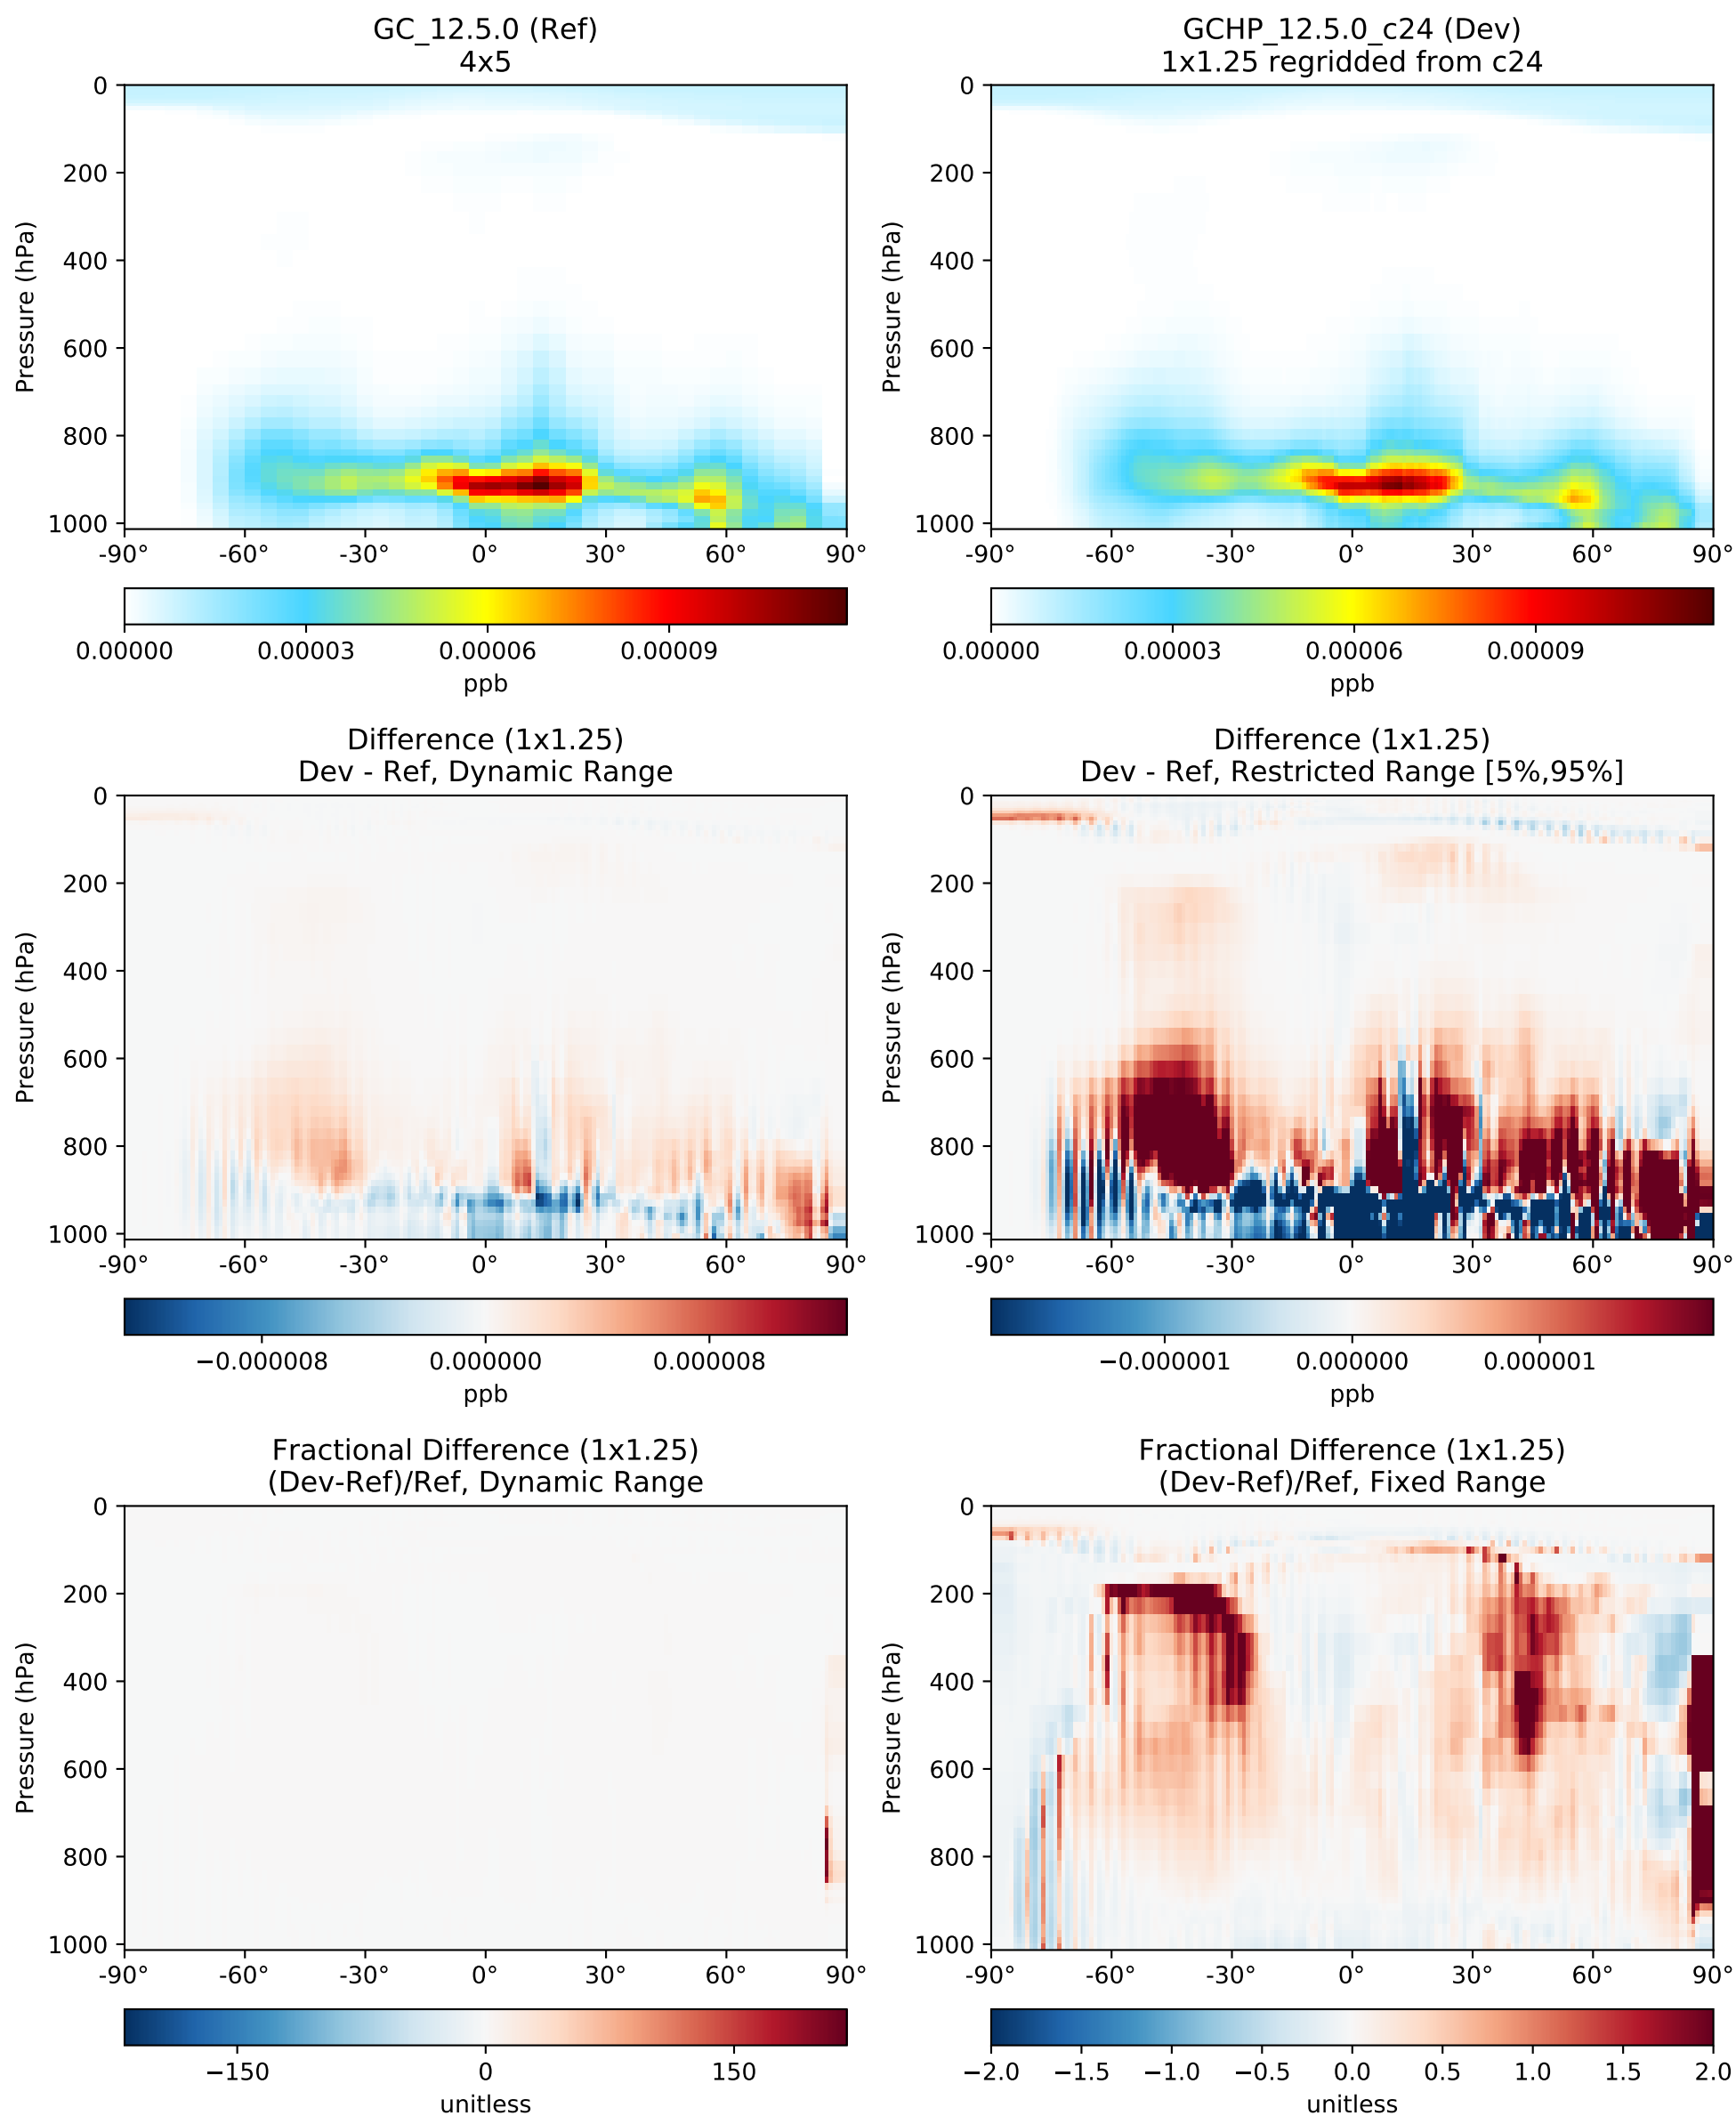 GC_12.5.0 (Ref)
4x5
GCHP_12.5.0_c24 (Dev)
1x1.25 regridded from c24
Pressure (hPa)
0
200
400
600
800
1000
-90° -60° -30° 0° 30° 60° 90°
0.00000 0.00003 0.00006 0.00009
ppb
Pressure (hPa)
0
200
400
600
800
1000
-90° -60° -30° 0° 30° 60° 90°
0.00000 0.00003 0.00006 0.00009
ppb
Difference (1x1.25)
Dev - Ref, Dynamic Range
Pressure (hPa)
0
200
400
600
800
1000
-90° -60° -30° 0° 30° 60° 90°
−0.000008 0.000000 0.000008
ppb
Difference (1x1.25)
Dev - Ref, Restricted Range [5%,95%]
Pressure (hPa)
0
200
400
600
800
1000
-90° -60° -30° 0° 30° 60° 90°
−0.000001 0.000000 0.000001
ppb
Fractional Difference (1x1.25)
(Dev-Ref)/Ref, Dynamic Range
Pressure (hPa)
0
200
400
600
800
1000
-90° -60° -30° 0° 30° 60° 90°
−150 0 150
unitless
Fractional Difference (1x1.25)
(Dev-Ref)/Ref, Fixed Range
Pressure (hPa)
0
200
400
600
800
1000
-90° -60° -30° 0° 30° 60° 90°
−2.0 −1.5 −1.0 −0.5 0.0 0.5 1.0 1.5 2.0
unitless